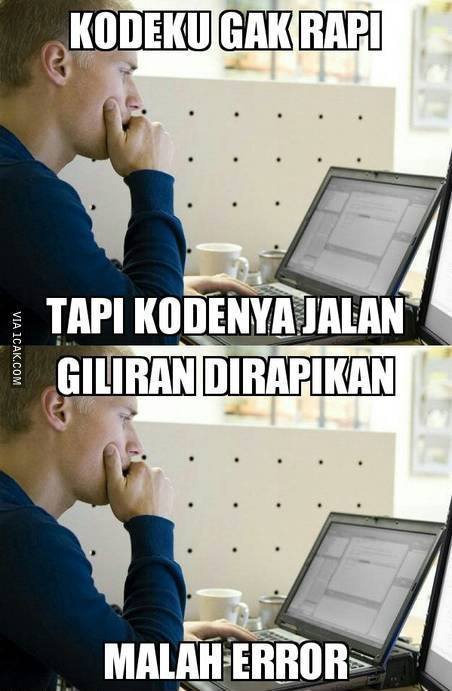 KODEKU GAK RAPI
TAPI KODENYA JALAN
VIA 1CAK.COM
GILIRAN DIRAPIKAN
MALAH ERROR